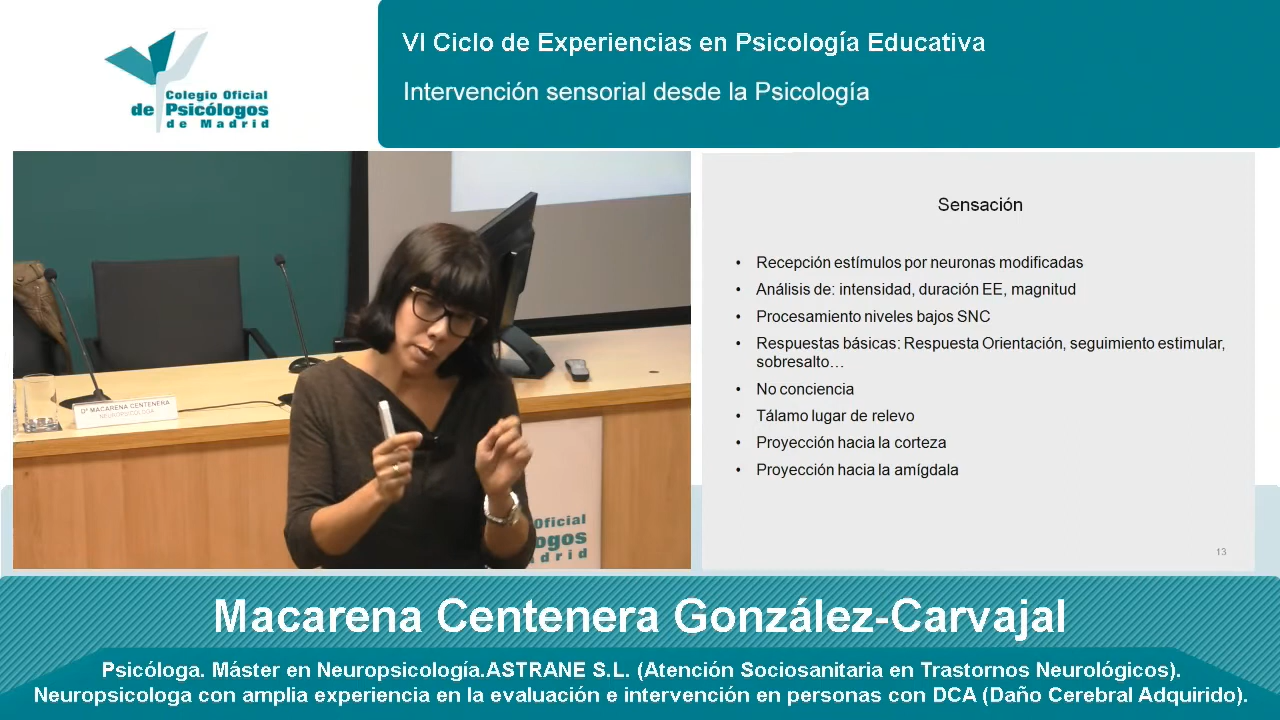 Colegio Oficial
de Psicólogos
de Madrid
VI Ciclo de Experiencias en Psicología Educativa
Intervención sensorial desde la Psicología
Dª MACARENA CENTENERA
NEUROPSICÓLOGA
Oficial
ogos
drid
Sensación
• Recepción estímulos por neuronas modificadas
• Análisis de: intensidad, duración EE, magnitud
• Procesamiento niveles bajos SNC
• Respuestas básicas: Respuesta Orientación, seguimiento estimular,
sobresalto…
• No conciencia
• Tálamo lugar de relevo
• Proyección hacia la corteza
• Proyección hacia la amígdala
13
Macarena Centenera González-Carvajal
Psicóloga. Máster en Neuropsicología.ASTRANE S.L. (Atención Sociosanitaria en Trastornos Neurológicos).
Neuropsicologa con amplia experiencia en la evaluación e intervención en personas con DCA (Daño Cerebral Adquirido).